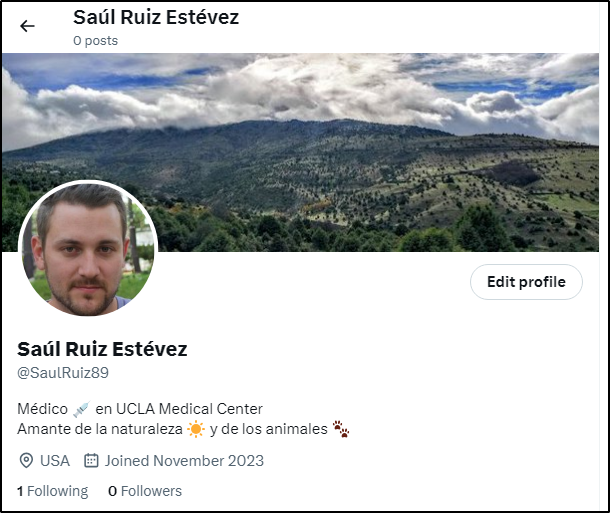 Saúl Ruiz Estévez
0 posts
Edit profile
Saúl Ruiz Estévez
@SaulRuiz89
Médico 💉 en UCLA Medical Center
Amante de la naturaleza ☀️ y de los animales 🐾
USA Joined November 2023
1 Following 0 Followers